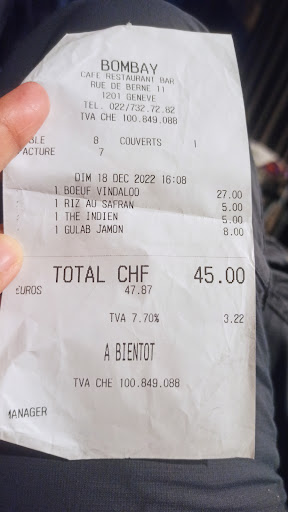 BOMBAY
CAFE RESTAURANT BAR
RUE DE BERNE 11
1201 GENEVE
TEL. 022/732.72.82
TVA CHE 100.849.088
BLE 8 COUVERTS 1
FACTURE 7
DIM 18 DEC 2022 16:08
1 BOEUF VINDALOO 27.00
1 RIZ AU SAFRAN 5.00
1 THE INDIEN 5.00
1 GULAB JAMON 8.00
TOTAL CHF 45.00
EUROS 47.87
TVA 7.70% 3.22
A BIENTOT
TVA CHE 100.849.088
MANAGER